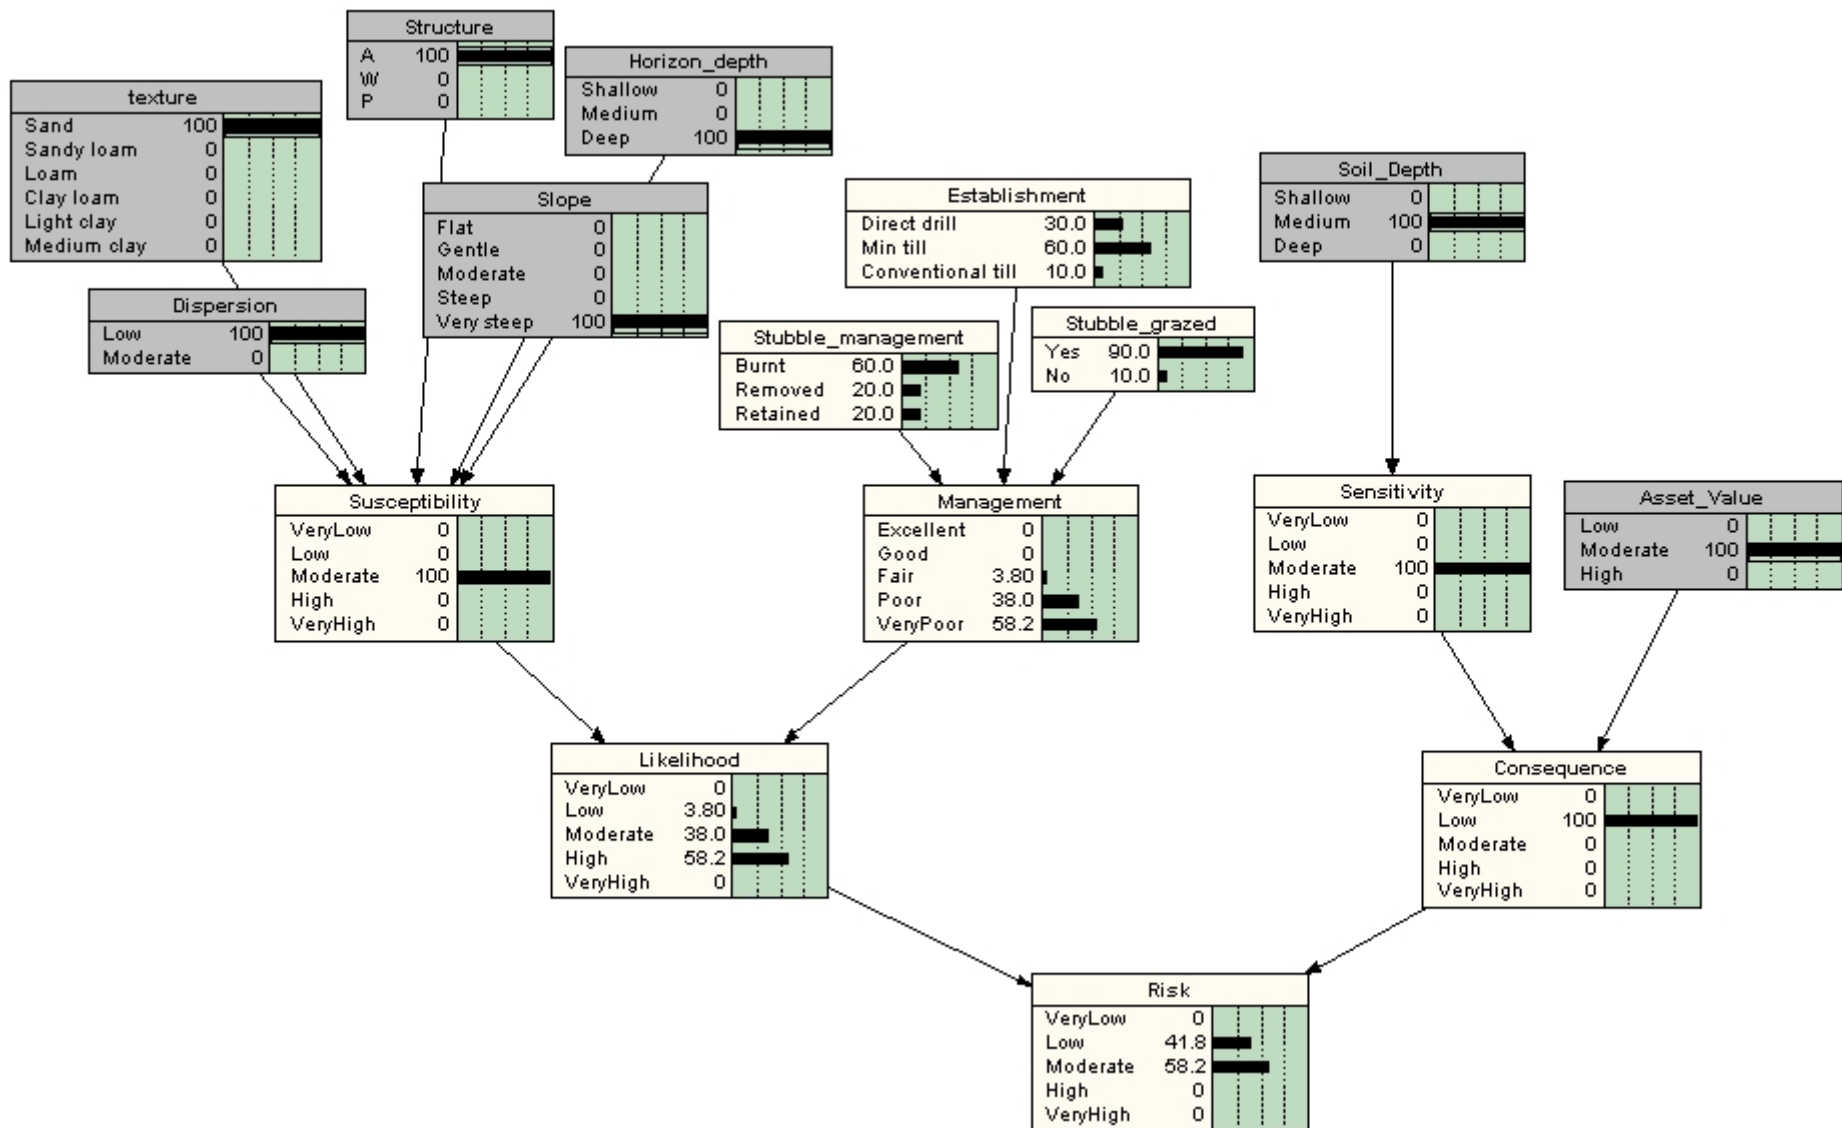 Structure
A 100
W 0
P 0
Horizon_depth
Shallow 0
Medium 0
Deep 100
texture
Sand 100
Sandy loam 0
Loam 0
Clay loam 0
Light clay 0
Medium clay 0
Slope
Flat 0
Gentle 0
Moderate 0
Steep 0
Very steep 100
Establishment
Direct drill 30.0
Min till 60.0
Conventional till 10.0
Soil_Depth
Shallow 0
Medium 100
Deep 0
Dispersion
Low 100
Moderate 0
Stubble_management
Burnt 60.0
Removed 20.0
Retained 20.0
Stubble_grazed
Yes 90.0
No 10.0
Susceptibility
VeryLow 0
Low 0
Moderate 100
High 0
VeryHigh 0
Management
Excellent 0
Good 0
Fair 3.80
Poor 38.0
VeryPoor 58.2
Sensitivity
VeryLow 0
Low 0
Moderate 100
High 0
VeryHigh 0
Asset_Value
Low 0
Moderate 100
High 0
Likelihood
VeryLow 0
Low 3.80
Moderate 38.0
High 58.2
VeryHigh 0
Consequence
VeryLow 0
Low 100
Moderate 0
High 0
VeryHigh 0
Risk
VeryLow 0
Low 41.8
Moderate 58.2
High 0
VeryHigh 0